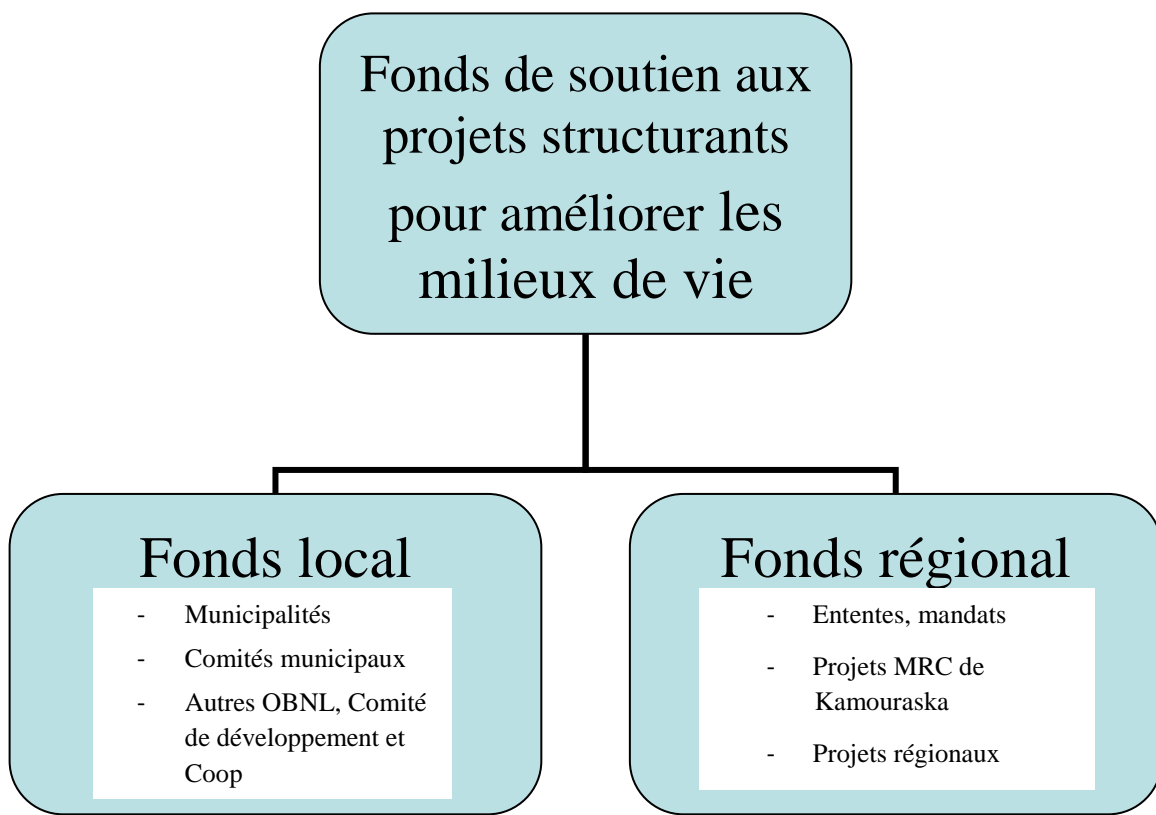 Fonds de soutien aux
projets structurants
pour améliorer les
milieux de vie
Fonds local
- Municipalités
- Comités municipaux
- Autres OBNL, Comité
de développement et
Coop
Fonds régional
- Ententes, mandats
- Projets MRC de
Kamouraska
- Projets régionaux